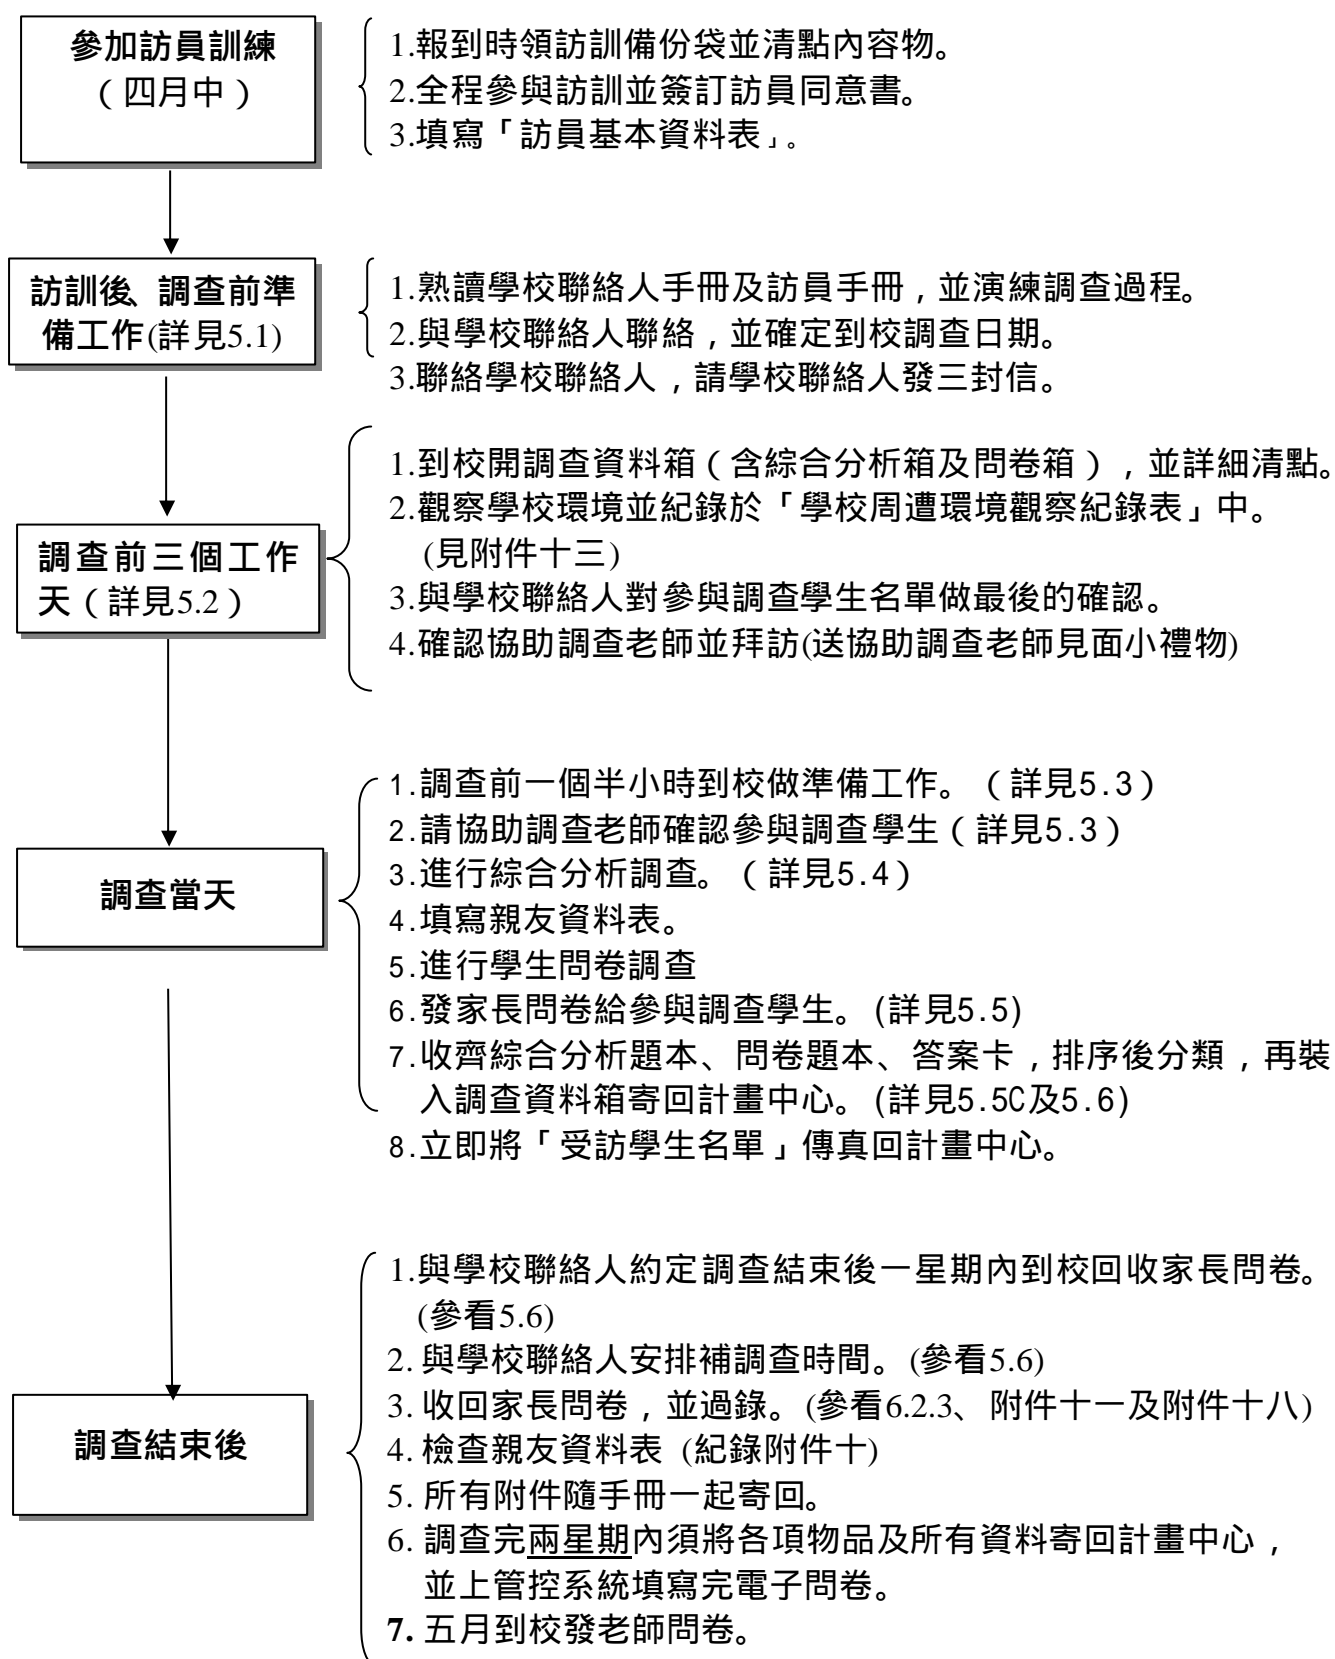 參加訪員訓練
（四月中）
1.報到時領訪訓備份袋並清點內容物。
2.全程參與訪訓並簽訂訪員同意書。
3.填寫「訪員基本資料表」。
訪訓後、調查前準
備工作(詳見5.1)
1.熟讀學校聯絡人手冊及訪員手冊，並演練調查過程。
2.與學校聯絡人聯絡，並確定到校調查日期。
3.聯絡學校聯絡人，請學校聯絡人發三封信。
調查前三個工作
天（詳見5.2）
1.到校開調查資料箱（含綜合分析箱及問卷箱），並詳細清點。
2.觀察學校環境並紀錄於「學校周遭環境觀察紀錄表」中。
(見附件十三)
3.與學校聯絡人對參與調查學生名單做最後的確認。
4.確認協助調查老師並拜訪(送協助調查老師見面小禮物)
調查當天
1.調查前一個半小時到校做準備工作。（詳見5.3）
2.請協助調查老師確認參與調查學生（詳見5.3）
3.進行綜合分析調查。（詳見5.4）
4.填寫親友資料表。
5.進行學生問卷調查
6.發家長問卷給參與調查學生。(詳見5.5)
7.收齊綜合分析題本、問卷題本、答案卡，排序後分類，再裝
入調查資料箱寄回計畫中心。(詳見5.5C及5.6)
8.立即將「受訪學生名單」傳真回計畫中心。
調查結束後
1.與學校聯絡人約定調查結束後一星期內到校回收家長問卷。
(參看5.6)
2. 與學校聯絡人安排補調查時間。(參看5.6)
3. 收回家長問卷，並過錄。(參看6.2.3、附件十一及附件十八)
4. 檢查親友資料表 (紀錄附件十)
5. 所有附件隨手冊一起寄回。
6. 調查完兩星期內須將各項物品及所有資料寄回計畫中心，
並上管控系統填寫完電子問卷。
7. 五月到校發老師問卷。